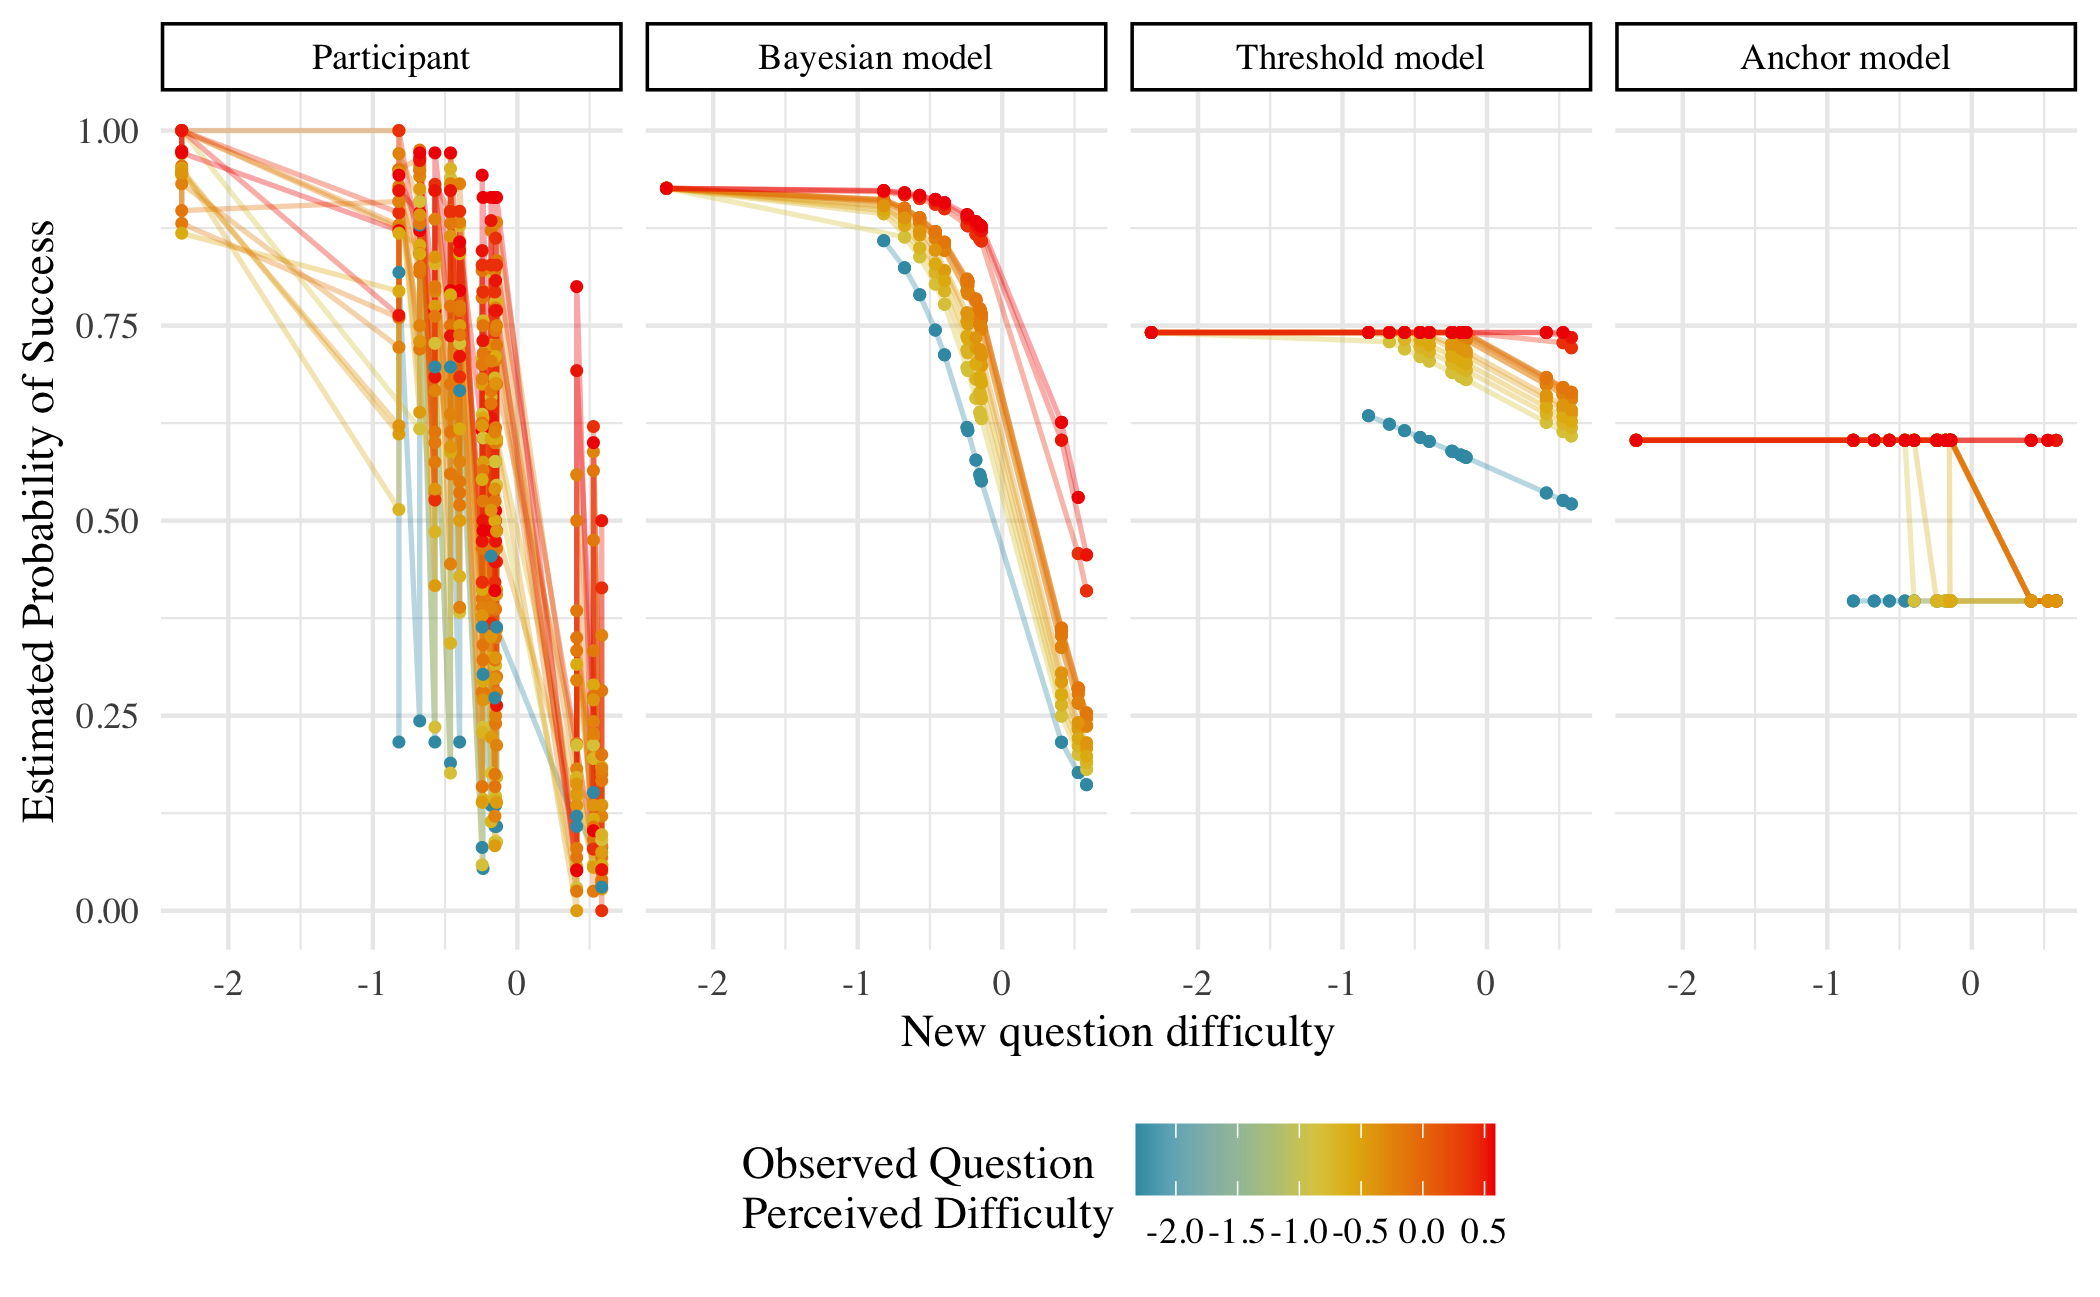 Participant
Bayesian model
Threshold model
Anchor model
Estimated Probability of Success
1.00
0.75
0.50
0.25
0.00
-2 -1 0
-2 -1 0
-2 -1 0
-2 -1 0
New question difficulty
Observed Question
Perceived Difficulty
-2.0 -1.5 -1.0 -0.5 0.0 0.5